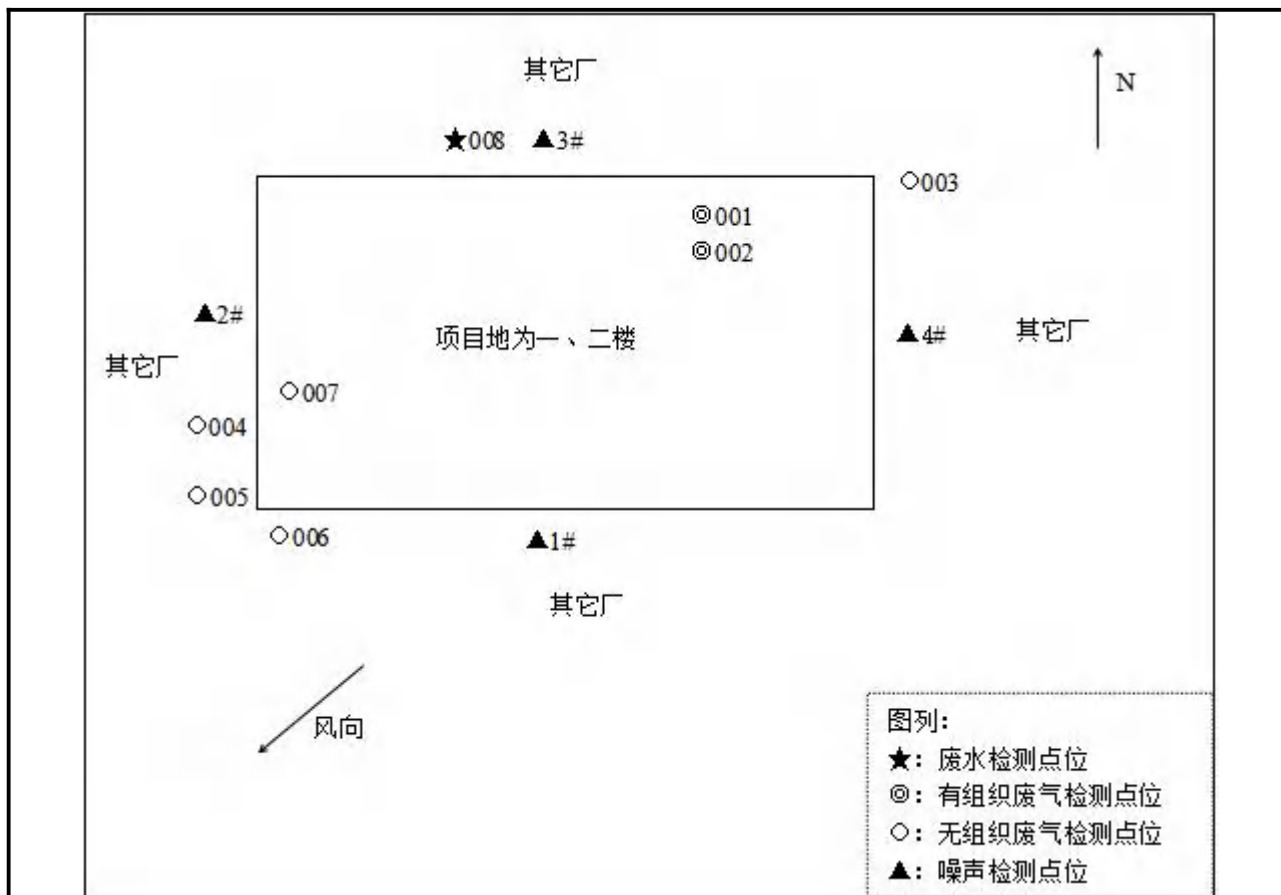 其它厂
N
★008 ▲3#
○003
◎001
◎002
▲2#
项目地为一、二楼
▲4#
其它厂
其它厂
○007
○004
○005
○006
▲1#
其它厂
风向
图列：
★：废水检测点位
◎：有组织废气检测点位
○：无组织废气检测点位
▲：噪声检测点位